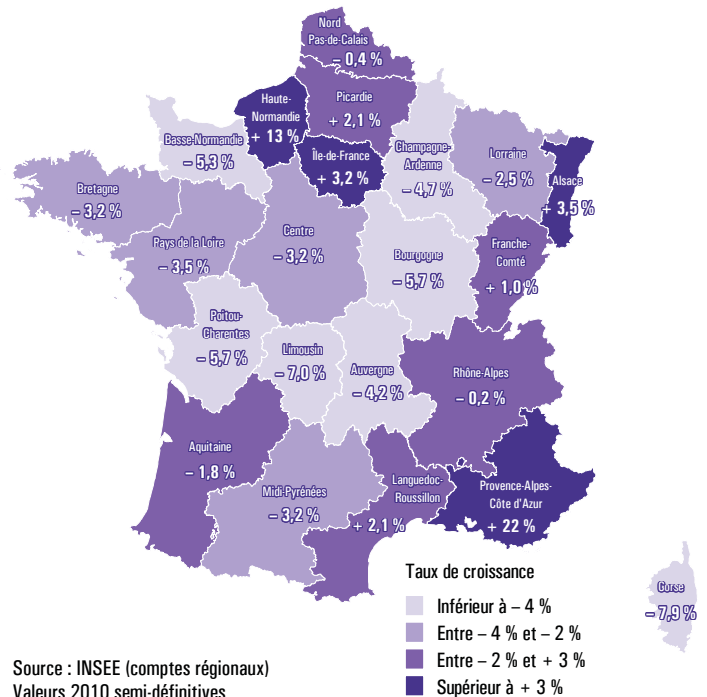 Nord
Pas-de-Calais
– 0,4 %
Haute-
Normandie
+ 13 %
Picardie
+ 2,1 %
Basse-Normandie
– 5,3 %
Île-de-France
+ 3,2 %
Champagne-
Ardenne
– 4,7 %
Lorraine
– 2,5 %
Alsace
+ 3,5 %
Bretagne
– 3,2 %
Pays de la Loire
– 3,5 %
Centre
– 3,2 %
Bourgogne
– 5,7 %
Franche-
Comté
+ 1,0 %
Poitou-
Charentes
– 5,7 %
Limousin
– 7,0 %
Auvergne
– 4,2 %
Rhône-Alpes
– 0,2 %
Aquitaine
– 1,8 %
Midi-Pyrénées
– 3,2 %
Languedoc-
Roussillon
+ 2,1 %
Provence-Alpes-
Côte d'Azur
+ 22 %
Corse
– 7,9 %
Taux de croissance
Inférieur à – 4 %
Entre – 4 % et – 2 %
Entre – 2 % et + 3 %
Supérieur à + 3 %
Source : INSEE (comptes régionaux)
Valeurs 2010 semi-définitives